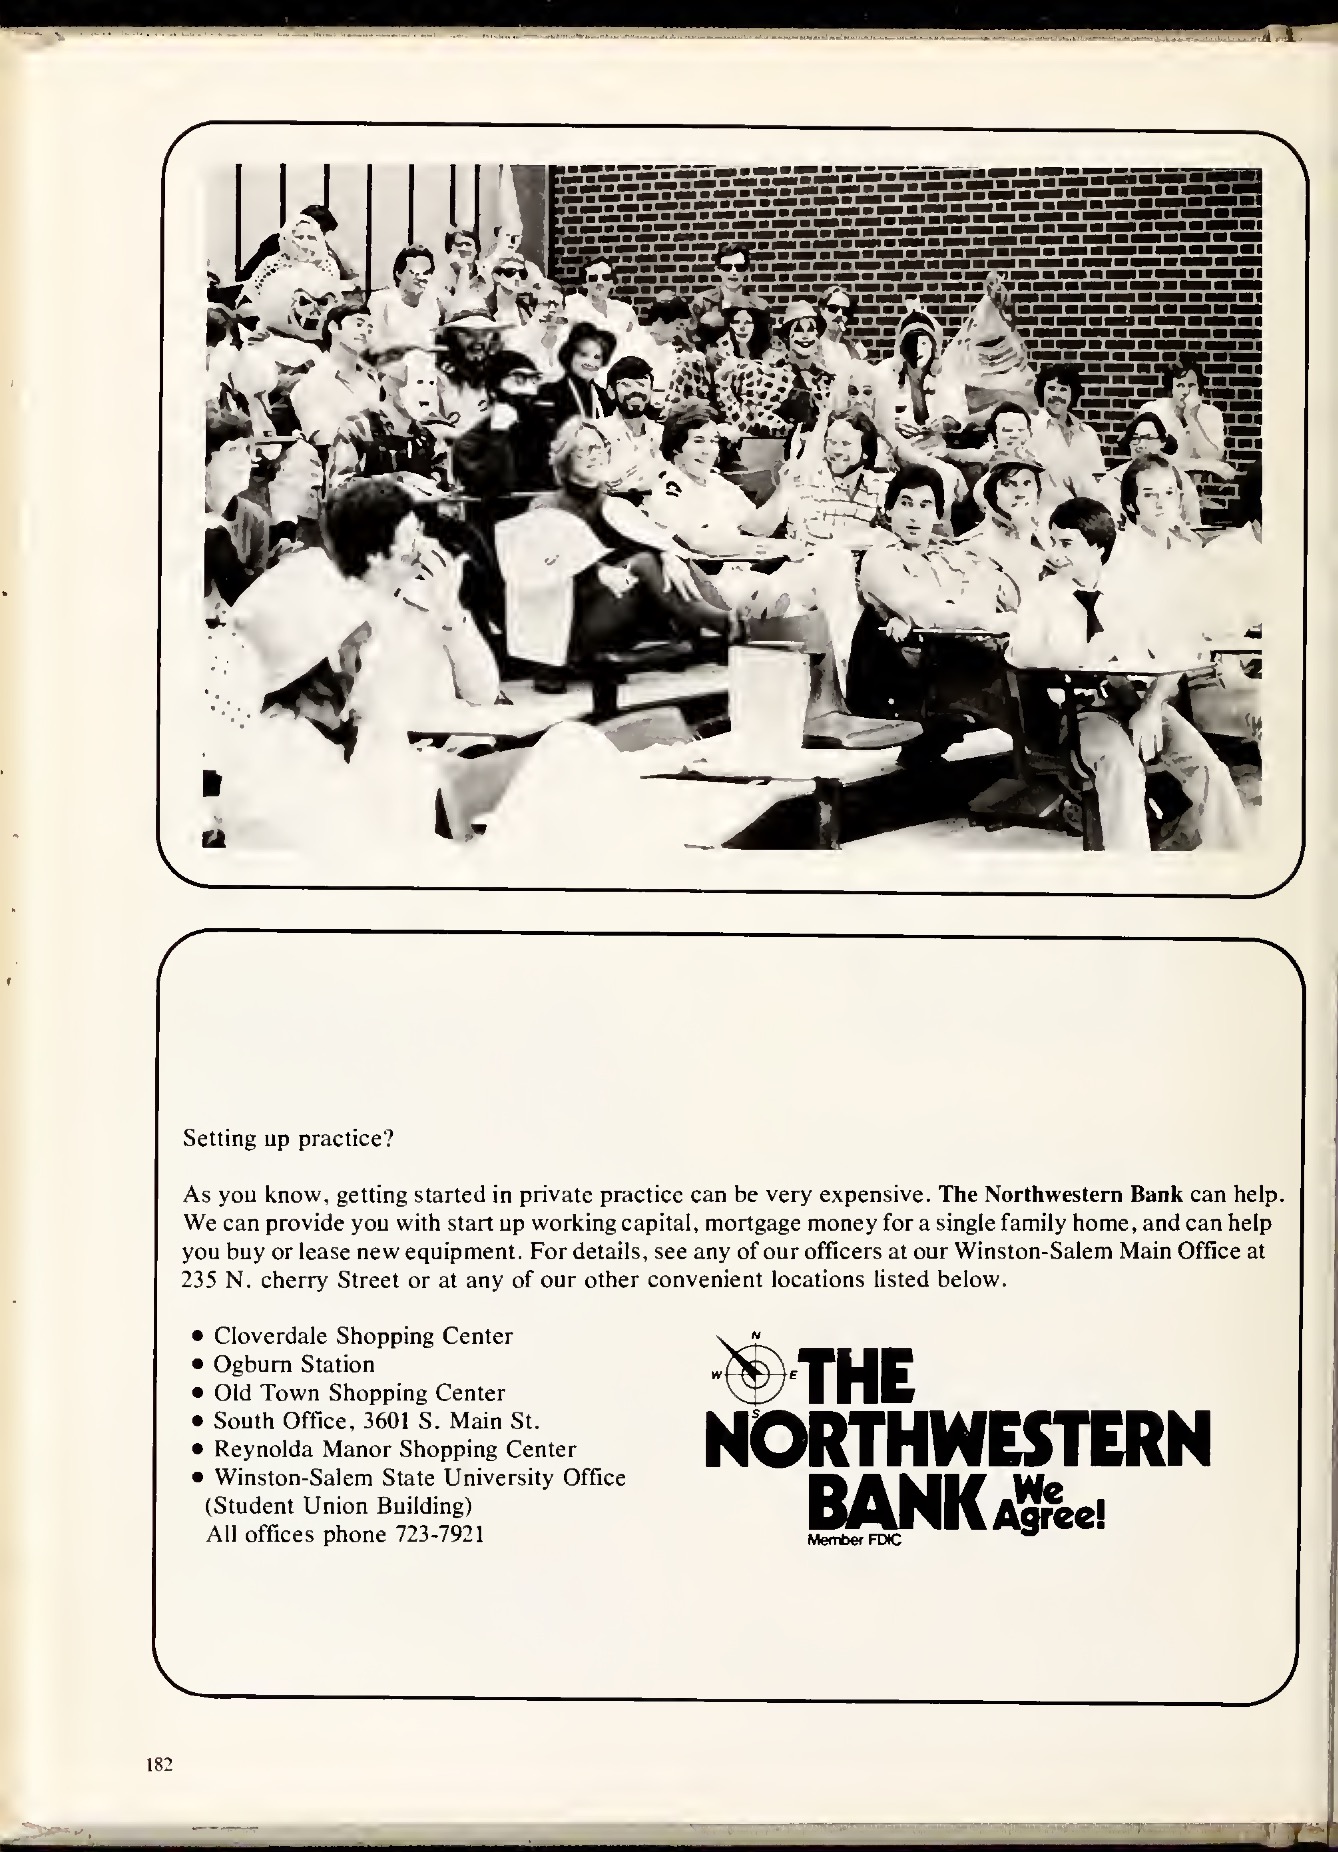 Setting up practice?
As you know, getting started in private practice can be very expensive. The Northwestern Bank can help.
We can provide you with start up working capital, mortgage money for a single family home, and can help
you buy or lease new equipment. For details, see any of our officers at our Winston-Salem Main Office at
235 N. cherry Street or at any of our other convenient locations listed below.
• Cloverdale Shopping Center
• Ogburn Station
• Old Town Shopping Center
• South Office, 3601 S. Main St.
• Reynolda Manor Shopping Center
• Winston-Salem State University Office
(Student Union Building)
All offices phone 723-7921
N
W E
S
THE
NORTHWESTERN
BANK We Agree!
Member FDIC
182